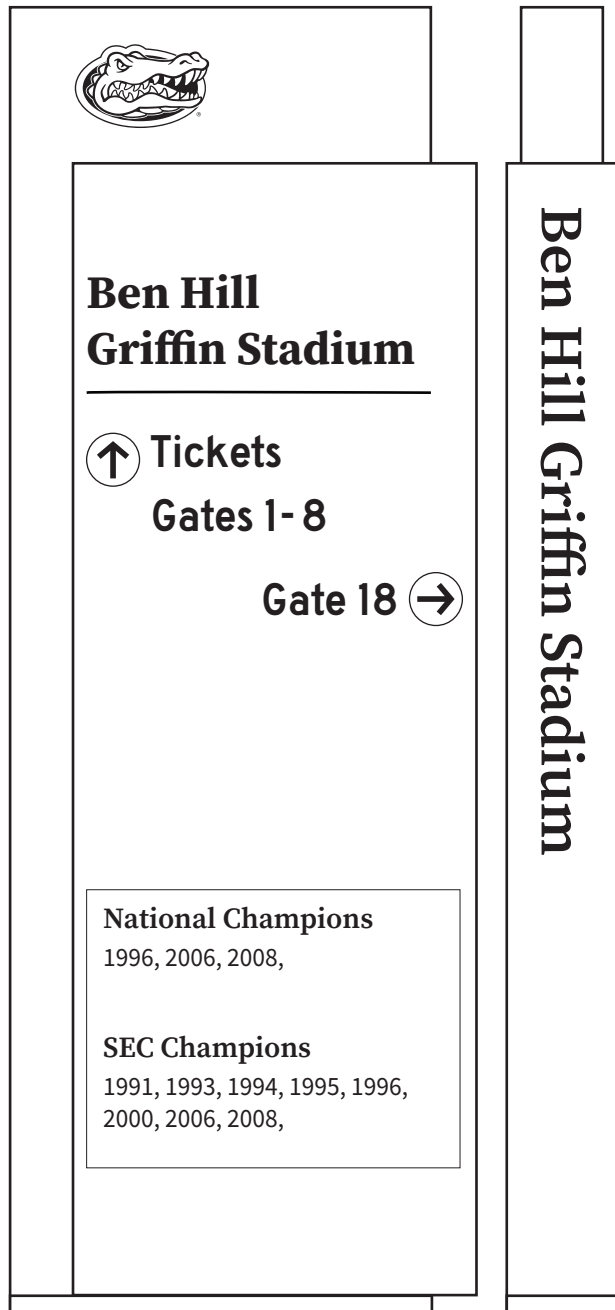 Ben Hill
Griffin Stadium
Tickets
Gates 1-8
Gate 18
National Champions
1996, 2006, 2008,
SEC Champions
1991, 1993, 1994, 1995, 1996,
2000, 2006, 2008,
Ben Hill Griffin Stadium